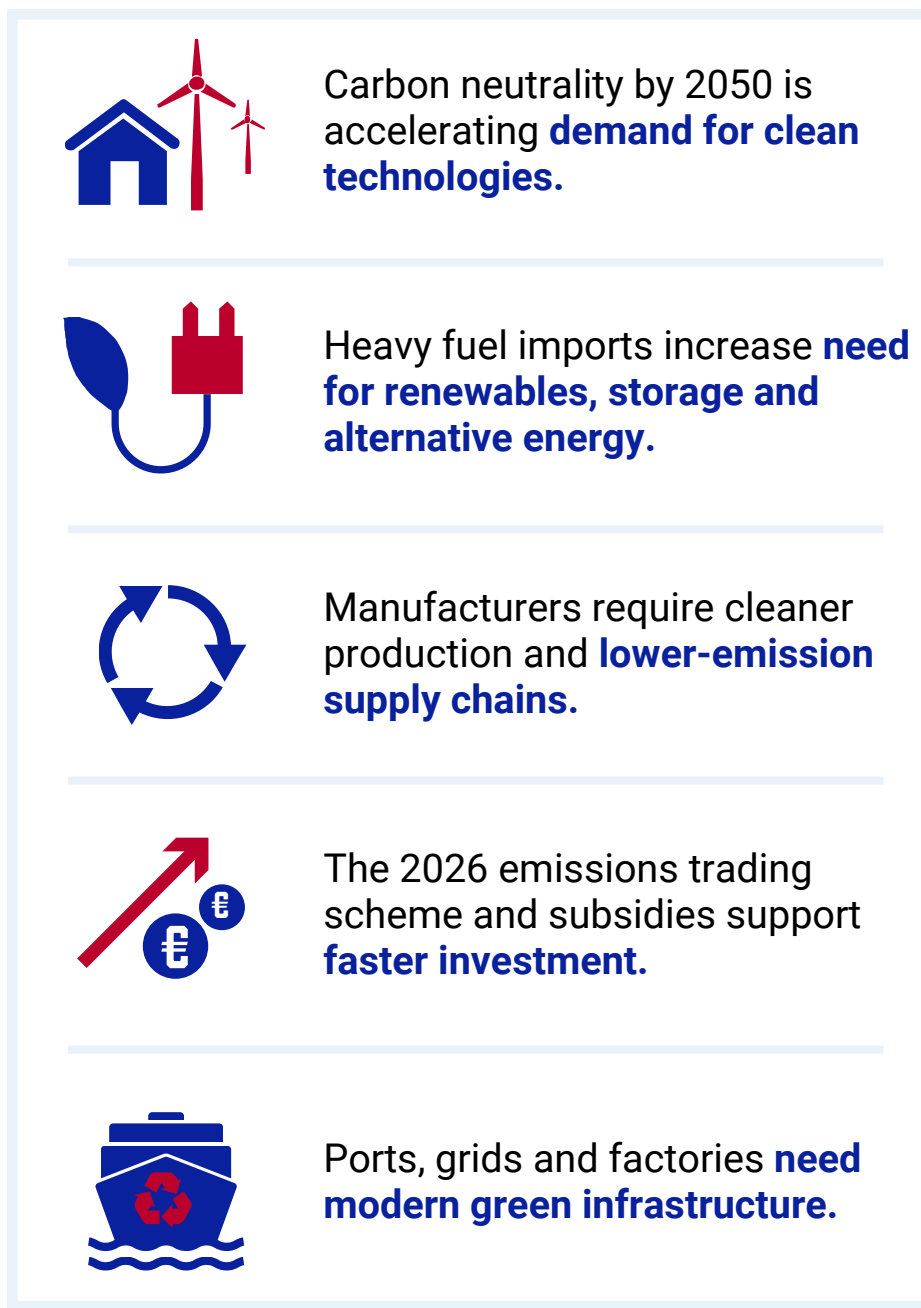 Carbon neutrality by 2050 is
accelerating demand for clean
technologies.
Heavy fuel imports increase need
for renewables, storage and
alternative energy.
Manufacturers require cleaner
production and lower-emission
supply chains.
The 2026 emissions trading
scheme and subsidies support
faster investment.
€
€
Ports, grids and factories need
modern green infrastructure.